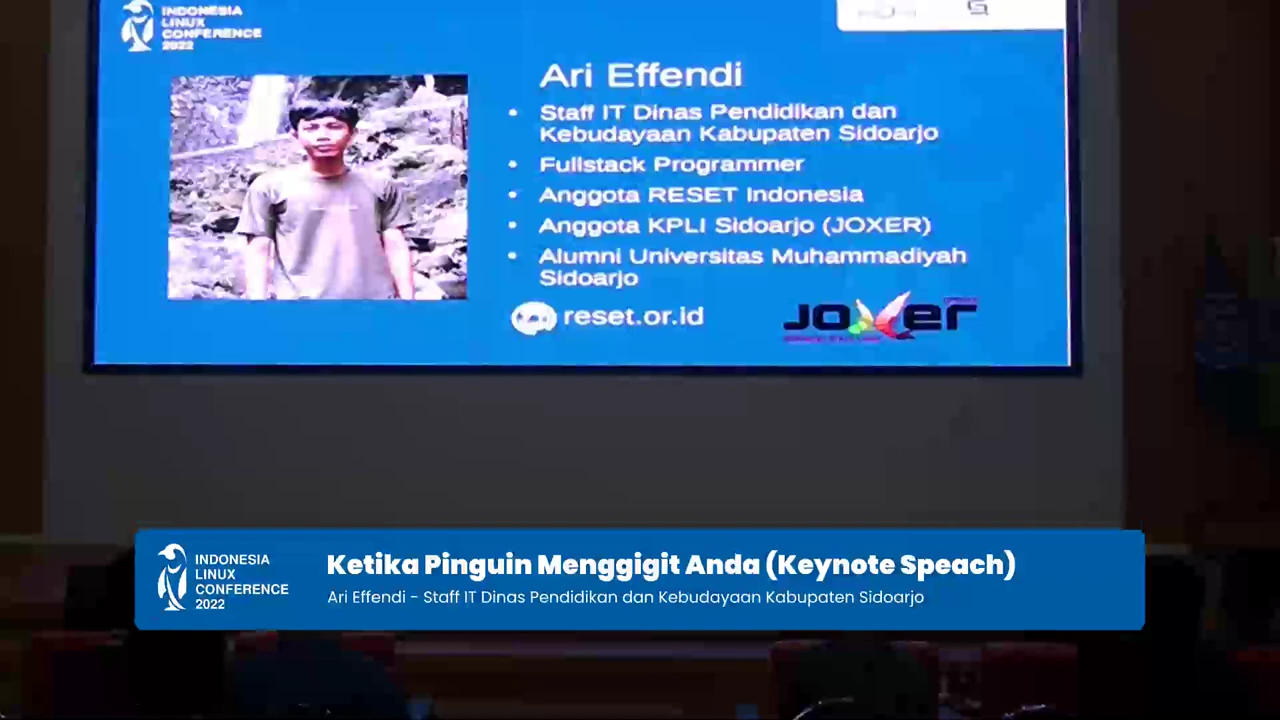 INDONESIA
LINUX
CONFERENCE
2022
Ari Effendi
• Staff IT Dinas Pendidikan dan
Kebudayaan Kabupaten Sidoarjo
• Fullstack Programmer
• Anggota RESET Indonesia
• Anggota KPLI Sidoarjo (JOXER)
• Alumni Universitas Muhammadiyah
Sidoarjo
reset.or.id
JOXer
INDONESIA
LINUX
CONFERENCE
2022
Ketika Pinguin Menggigit Anda (Keynote Speach)
Ari Effendi - Staff IT Dinas Pendidikan dan Kebudayaan Kabupaten Sidoarjo